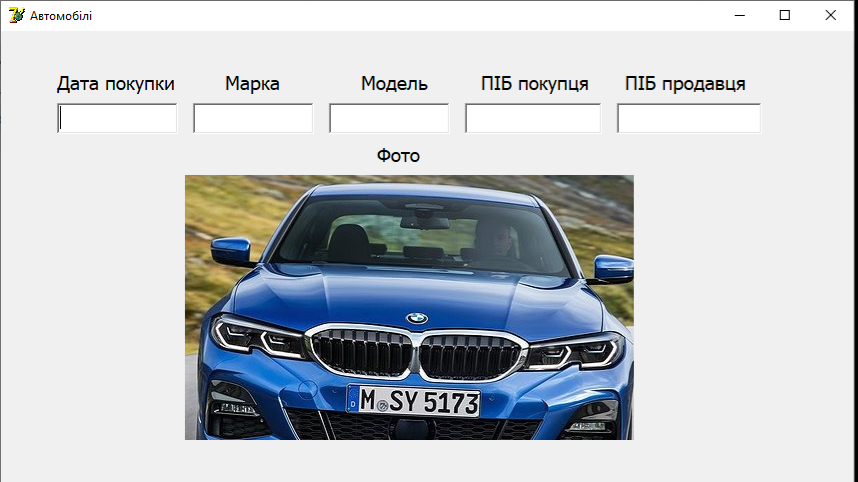 Автомобілі
Дата покупки Марка Модель ПІБ покупця ПІБ продавця
Фото
D M SY 5173